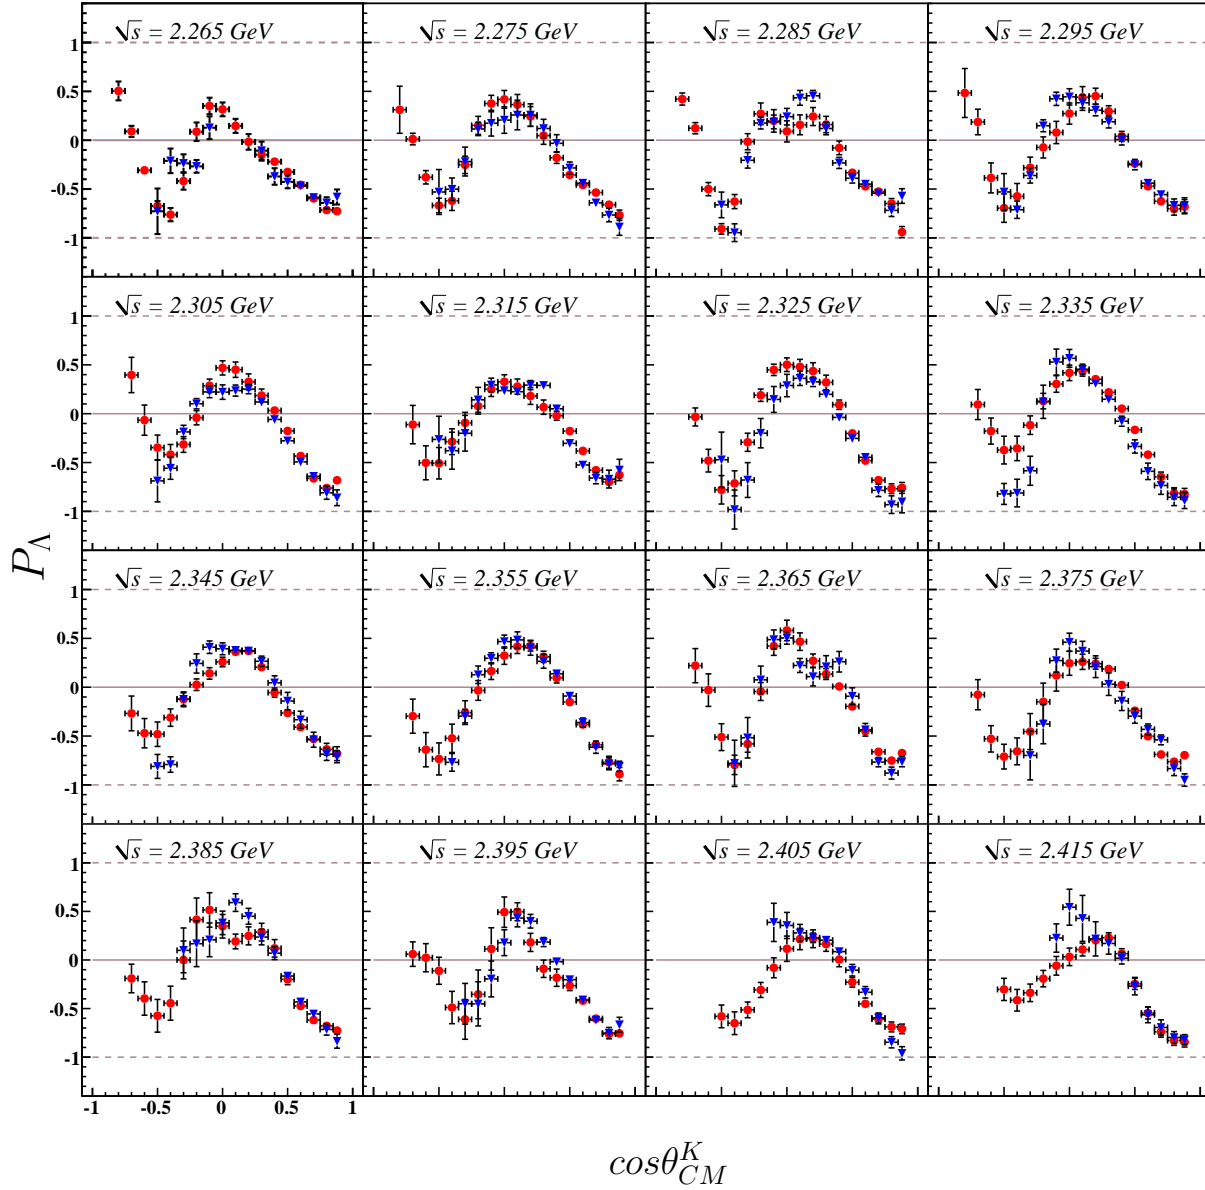 √s = 2.265 GeV
√s = 2.275 GeV
√s = 2.285 GeV
√s = 2.295 GeV
1
0.5
0
-0.5
-1
√s = 2.305 GeV
√s = 2.315 GeV
√s = 2.325 GeV
√s = 2.335 GeV
1
0.5
0
-0.5
-1
P_Λ
√s = 2.345 GeV
√s = 2.355 GeV
√s = 2.365 GeV
√s = 2.375 GeV
1
0.5
0
-0.5
-1
√s = 2.385 GeV
√s = 2.395 GeV
√s = 2.405 GeV
√s = 2.415 GeV
1
0.5
0
-0.5
-1
-1 -0.5 0 0.5 1
cosθ^K_CM